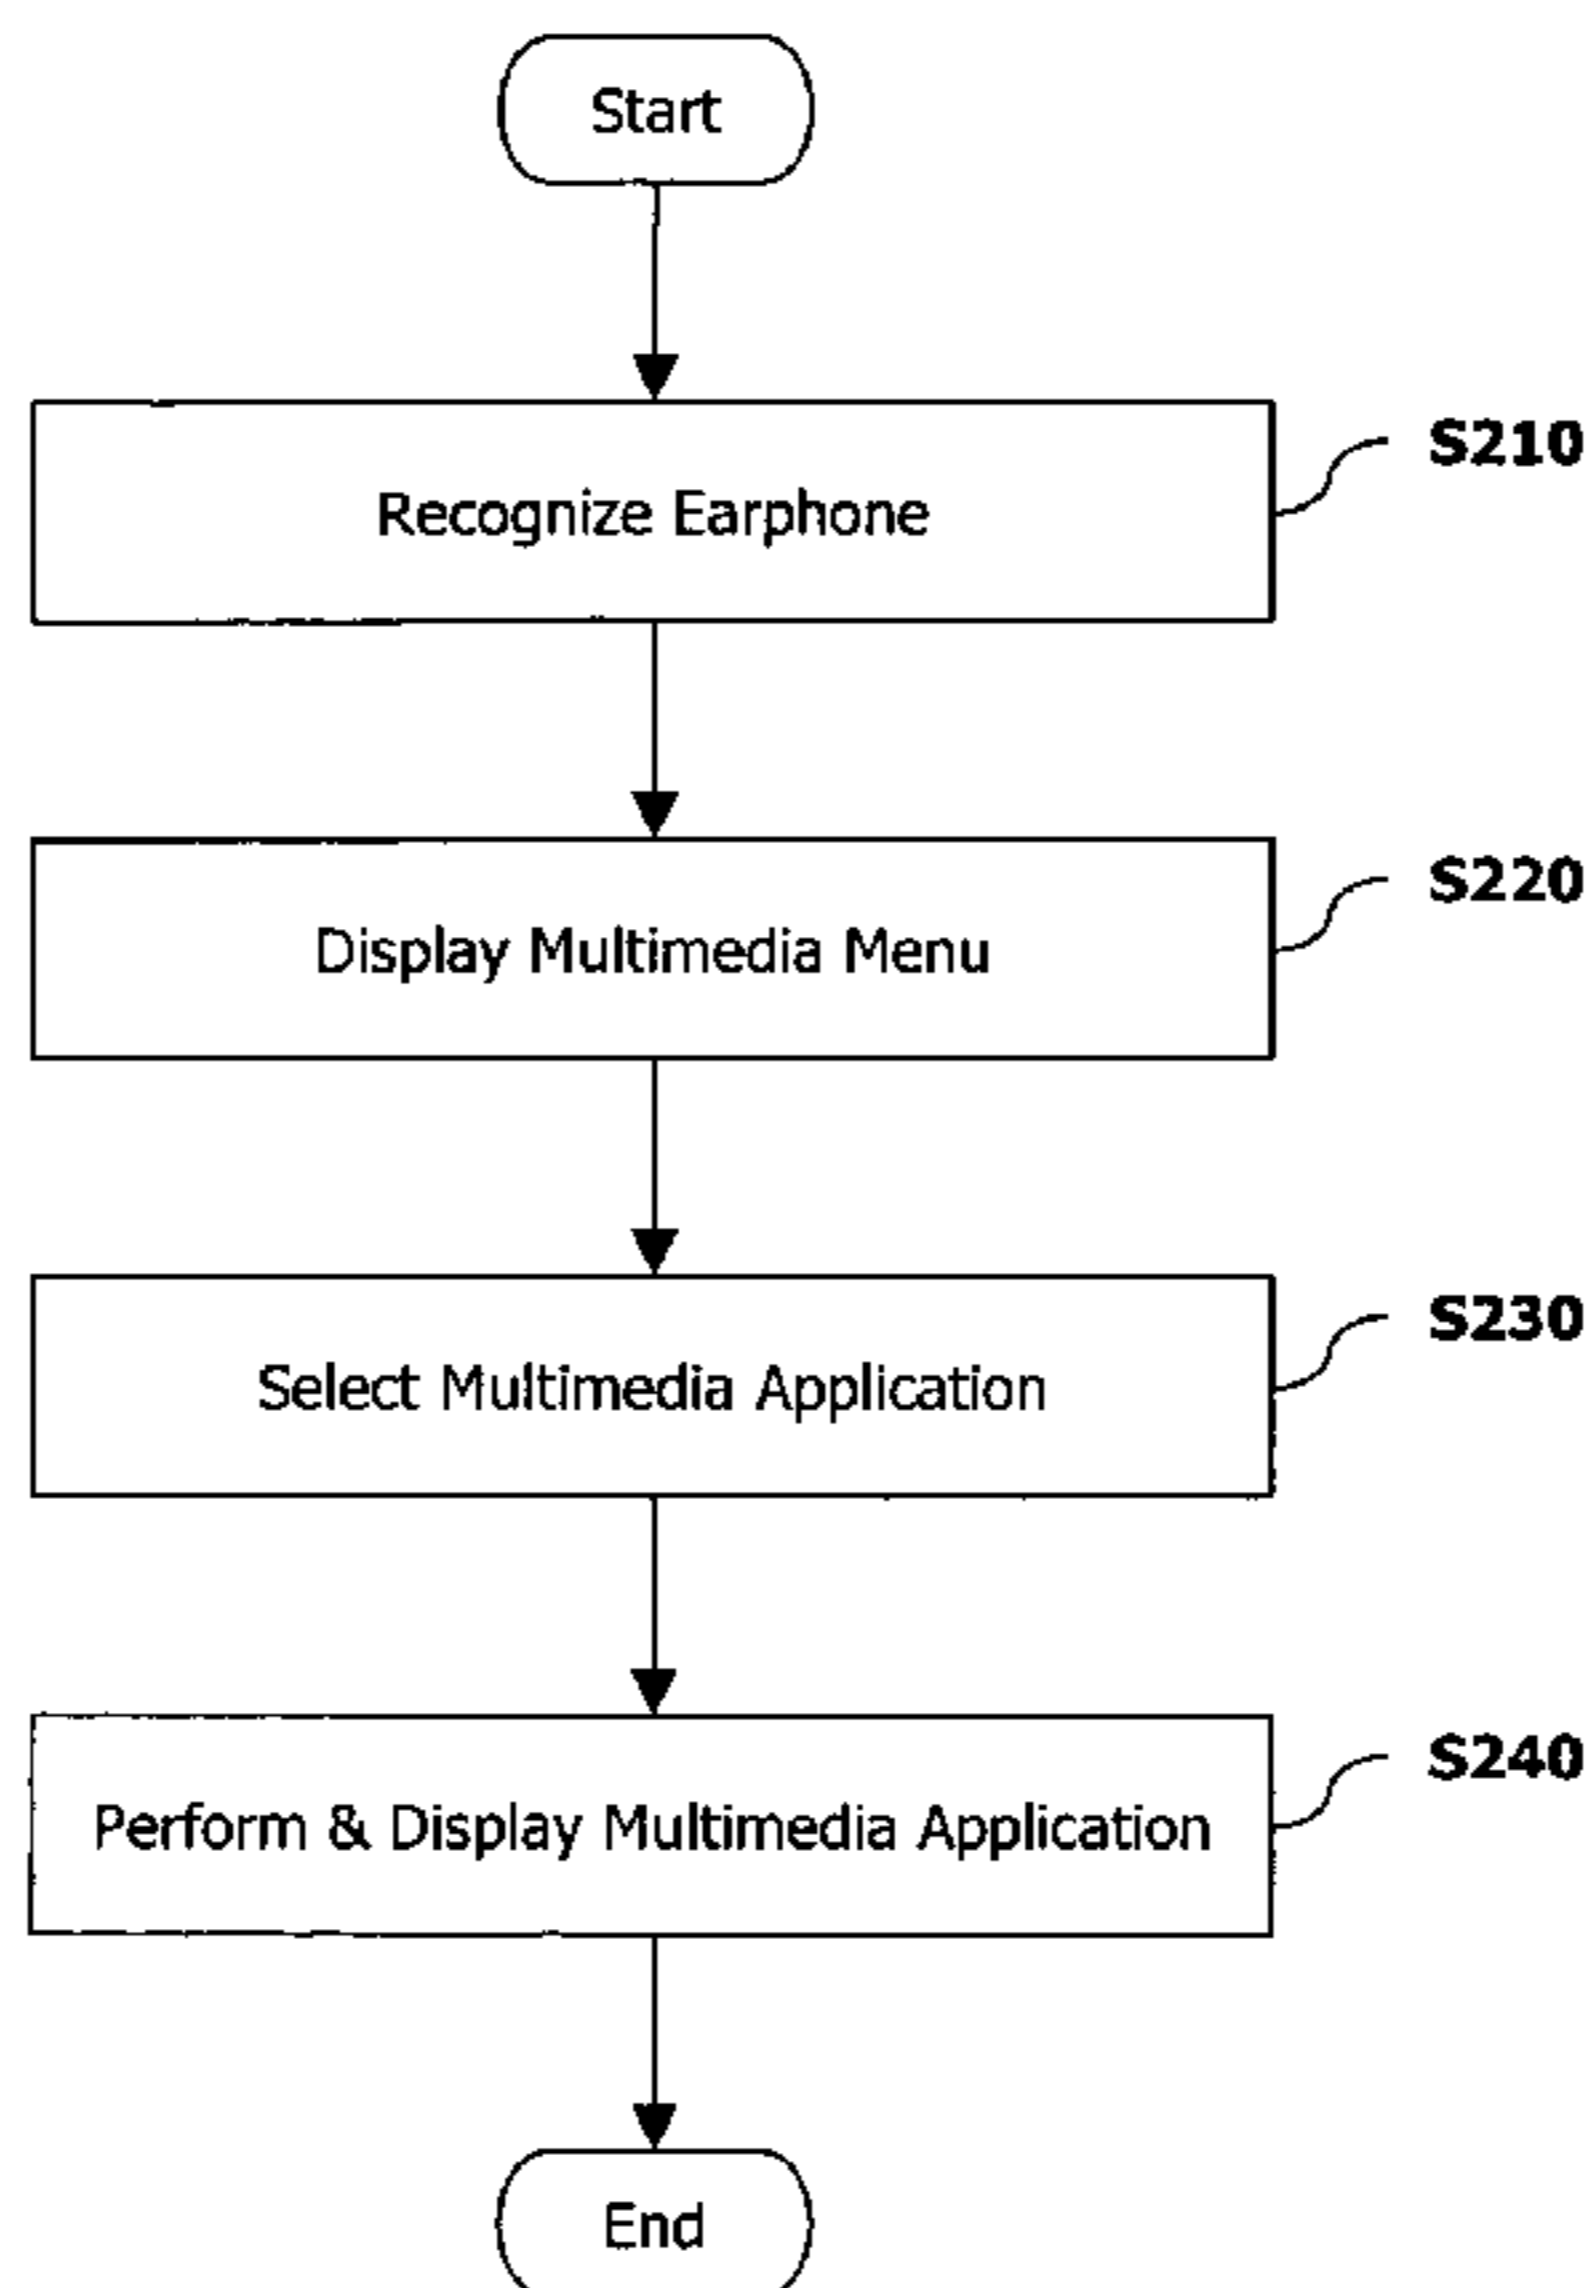 Start
Recognize Earphone
S210
Display Multimedia Menu
S220
Select Multimedia Application
S230
Perform & Display Multimedia Application
S240
End